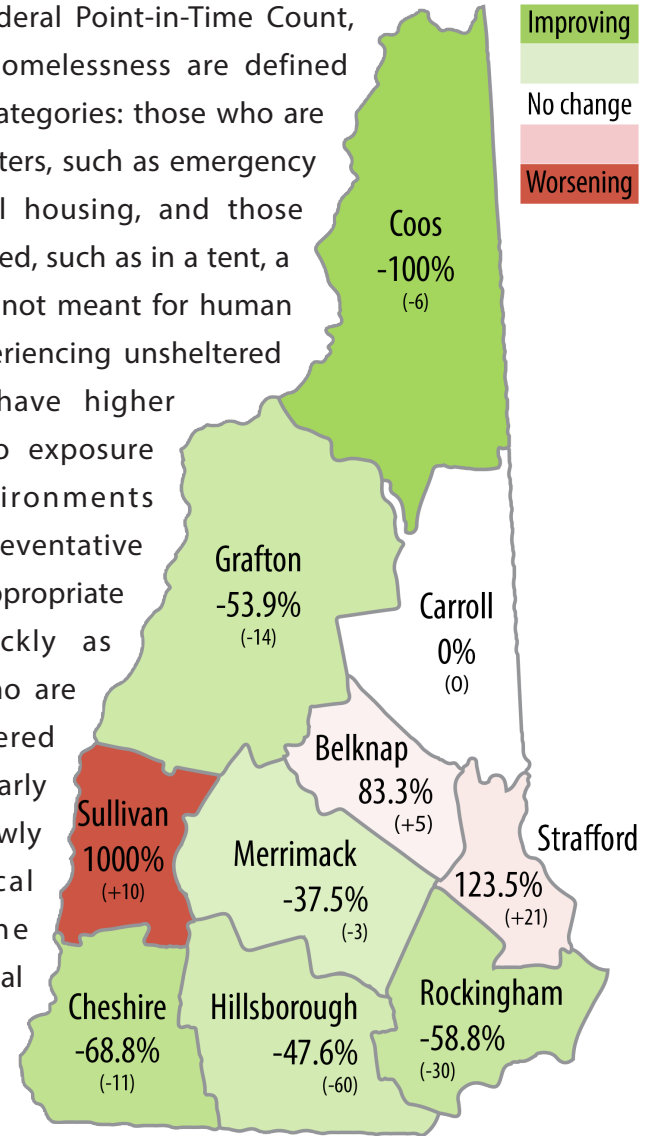 deral Point-in-Time Count,
omelessness are defined
ategories: those who are
ters, such as emergency
l housing, and those
ed, such as in a tent, a
not meant for human
eriencing unsheltered
have higher
o exposure
ironments
eventative
ppropriate
ckly as
ho are
ered
arly
wly
cal
ne
al
Improving
No change
Worsening
Coos
-100%
(-6)
Grafton
-53.9%
(-14)
Carroll
0%
(0)
Belknap
83.3%
(+5)
Strafford
123.5%
(+21)
Sullivan
1000%
(+10)
Merrimack
-37.5%
(-3)
Cheshire
-68.8%
(-11)
Hillsborough
-47.6%
(-60)
Rockingham
-58.8%
(-30)